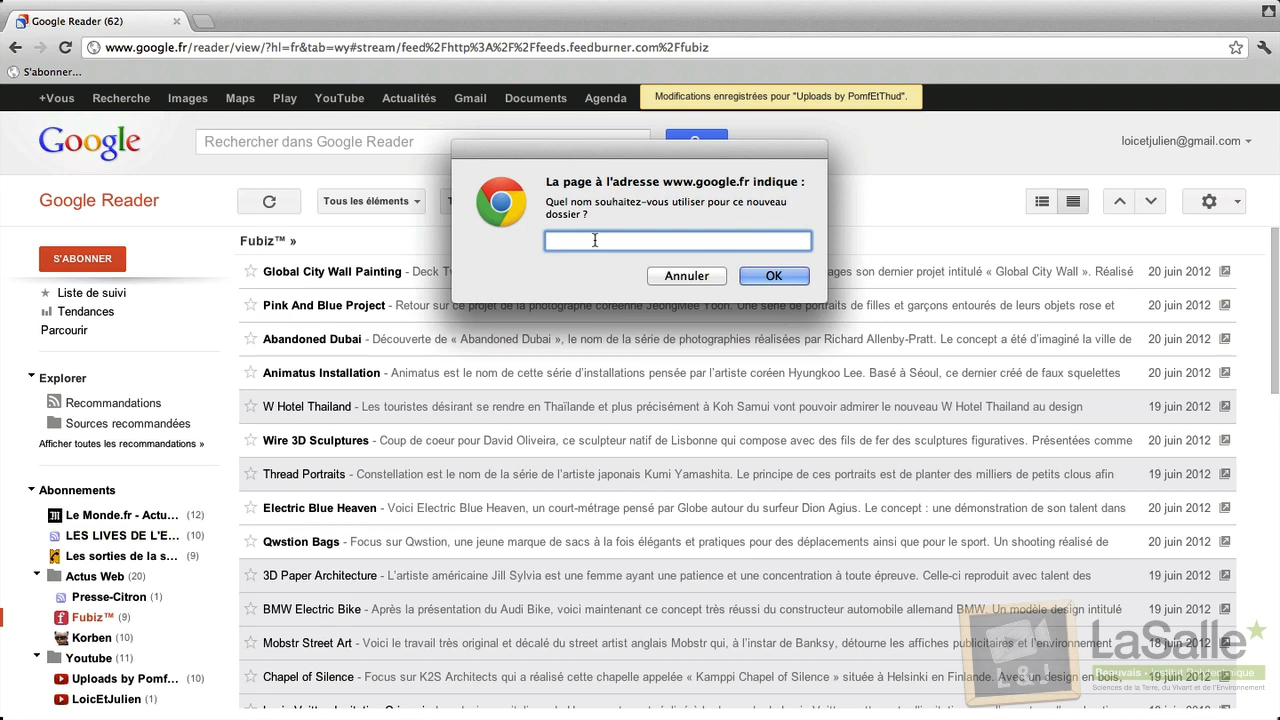 Google Reader (62)
www.google.fr/reader/view/?hl=fr&tab=wy#stream/feed%2Fhttp%3A%2F%2Ffeeds.feedburner.com%2Ffubiz
S'abonner...
+Vous Recherche Images Maps Play YouTube Actualités Gmail Documents Agenda
Modifications enregistrées pour "Uploads by PomfEtThud".
Google
Rechercher dans Google Reader
loicetjulien@gmail.com
La page à l'adresse www.google.fr indique :
Quel nom souhaitez-vous utiliser pour ce nouveau
dossier ?
Annuler OK
Google Reader
Tous les éléments
S'ABONNER
Liste de suivi
Tendances
Parcourir
Explorer
Recommandations
Sources recommandées
Afficher toutes les recommandations »
Abonnements
Le Monde.fr - Actu... (12)
LES LIVES DE L'E... (10)
Les sorties de la s... (9)
Actus Web (20)
Presse-Citron (1)
Fubiz™ (9)
Korben (10)
Youtube (11)
Uploads by Pomf... (10)
LoicEtJulien (1)
Fubiz™ »
Global City Wall Painting - Deck ages son dernier projet intitulé « Global City Wall ». Réalisé 20 juin 2012
Pink And Blue Project - Retour sur ce projet de la photographe coréenne JeongMee Yoon. Une série de portraits de filles et garçons entourés de leurs objets rose et 20 juin 2012
Abandoned Dubai - Découverte de « Abandoned Dubai », le nom de la série de photographies réalisées par Richard Allenby-Pratt. Le concept a été d'imaginé la ville de 20 juin 2012
Animatus Installation - Animatus est le nom de cette série d'installations pensée par l'artiste coréen Hyungkoo Lee. Basé à Séoul, ce dernier créé de faux squelettes 20 juin 2012
W Hotel Thailand - Les touristes désirant se rendre en Thaïlande et plus précisément à Koh Samui vont pouvoir admirer le nouveau W Hotel Thailand au design 19 juin 2012
Wire 3D Sculptures - Coup de coeur pour David Oliveira, ce sculpteur natif de Lisbonne qui compose avec des fils de fer des sculptures figuratives. Présentées comme 20 juin 2012
Thread Portraits - Constellation est le nom de la série de l'artiste japonais Kumi Yamashita. Le principe de ces portraits est de planter des milliers de petits clous afin 19 juin 2012
Electric Blue Heaven - Voici Electric Blue Heaven, un court-métrage pensé par Globe autour du surfeur Dion Agius. Le concept : une démonstration de son talent dans 20 juin 2012
Qwstion Bags - Focus sur Qwstion, une jeune marque de sacs à la fois élégants et pratiques pour des déplacements ainsi que pour le sport. Un shooting réalisé de 20 juin 2012
3D Paper Architecture - L'artiste américaine Jill Sylvia est une femme ayant une patience et une concentration à toute épreuve. Celle-ci reproduit avec talent des 19 juin 2012
BMW Electric Bike - Après la présentation du Audi Bike, voici maintenant ce concept très réussi du constructeur automobile allemand BMW. Un modèle design intitulé 19 juin 2012
Mobstr Street Art - Voici le travail très original et décalé du street artist anglais Mobstr qui, à l'instar de Banksy, détourne les affiches publicitaires et l'environnement 18 juin 2012
Chapel of Silence - Focus sur K2S Architects qui a réalisé cette chapelle appelée « Kamppi Chapel of Silence » située à Helsinki en Finlande. Avec un design en bois, 19 juin 2012
L & J
LaSalle
Beauvais - Institut Polytechnique
Sciences de la Terre, du Vivant et de l'Environnement